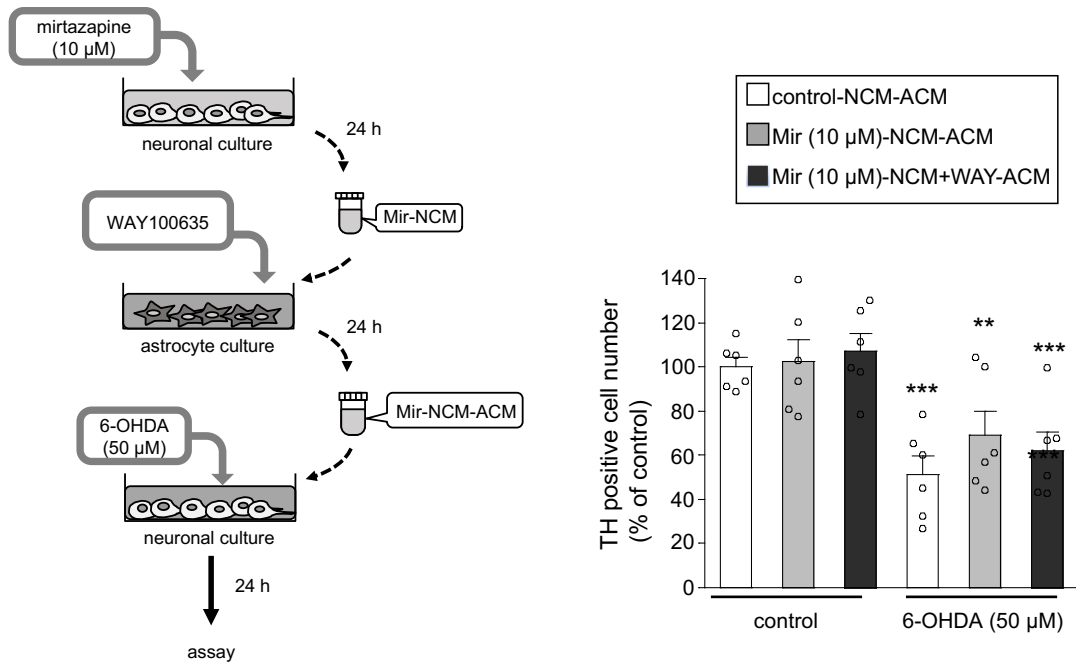 mirtazapine
(10 µM)
neuronal culture
24 h
Mir-NCM
WAY100635
astrocyte culture
24 h
Mir-NCM-ACM
6-OHDA
(50 µM)
neuronal culture
24 h
assay
control-NCM-ACM
Mir (10 µM)-NCM-ACM
Mir (10 µM)-NCM+WAY-ACM
TH positive cell number
(% of control)
140
120
100
80
60
40
20
0
***
**
***
***
control
6-OHDA (50 µM)